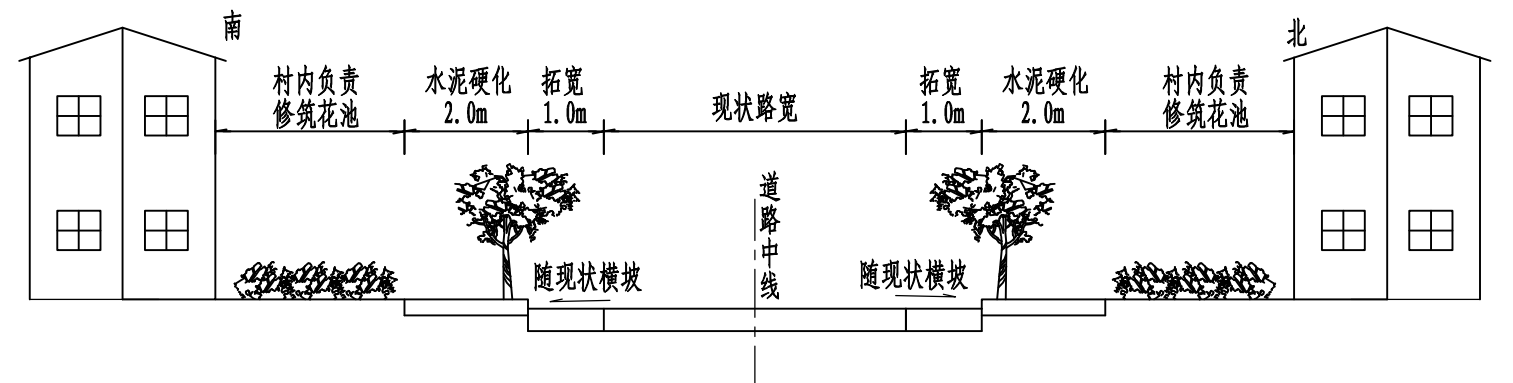 南
北
村内负责
修筑花池
水泥硬化
2.0m
拓宽
1.0m
现状路宽
拓宽
1.0m
水泥硬化
2.0m
村内负责
修筑花池
道路中线
随现状横坡
随现状横坡